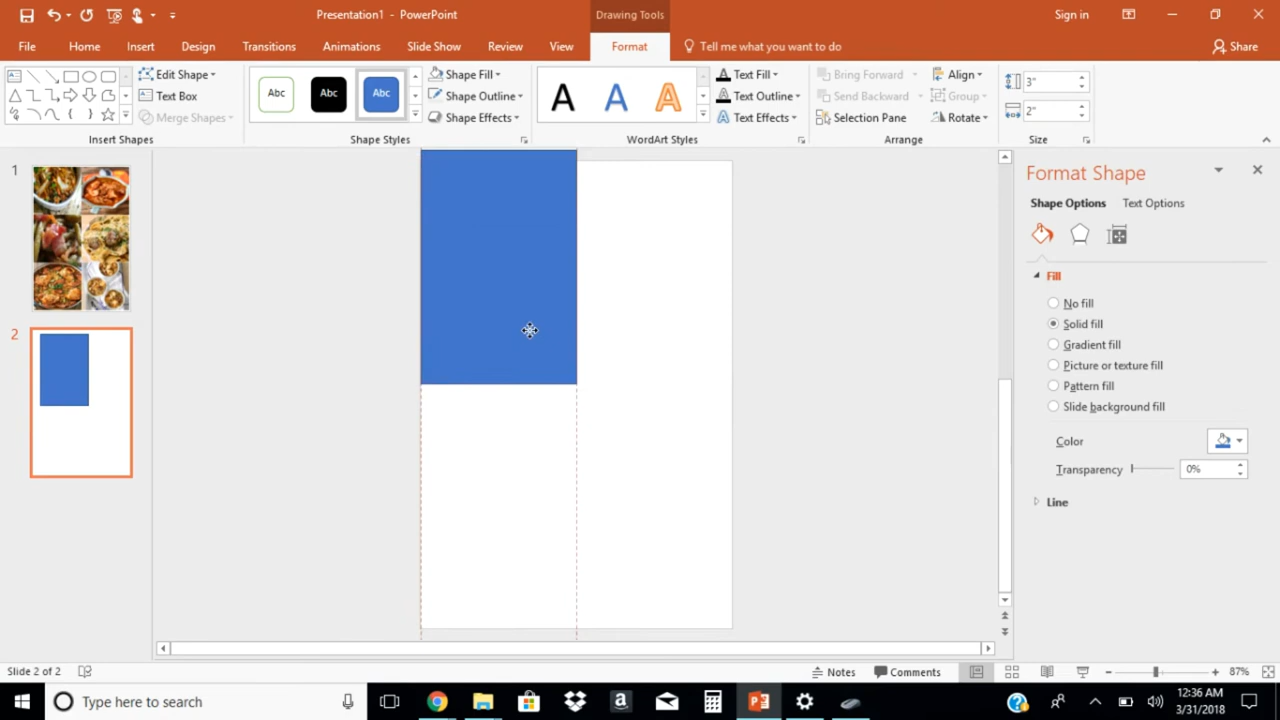 Presentation1 - PowerPoint
Drawing Tools
Sign in
File Home Insert Design Transitions Animations Slide Show Review View Format Tell me what you want to do Share
Edit Shape
Text Box
Merge Shapes
Insert Shapes
Abc Abc Abc
Shape Fill
Shape Outline
Shape Effects
Shape Styles
A A A
Text Fill
Text Outline
Text Effects
WordArt Styles
Bring Forward
Send Backward
Selection Pane
Align
Group
Rotate
Arrange
3"
2"
Size
1
2
Format Shape
Shape Options Text Options
Fill
No fill
Solid fill
Gradient fill
Picture or texture fill
Pattern fill
Slide background fill
Color
Transparency 0%
Line
Slide 2 of 2
Notes Comments 87%
Type here to search
12:36 AM
3/31/2018